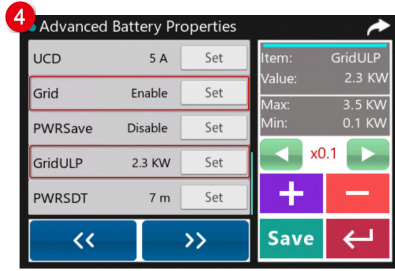 4
Advanced Battery Properties
UCD 5 A Set
Grid Enable Set
PWRSave Disable Set
GridULP 2.3 KW Set
PWRSDT 7 m Set
<< >>
Item: GridULP
Value: 2.3 KW
Max: 3.5 KW
Min: 0.1 KW
x0.1
+ −
Save